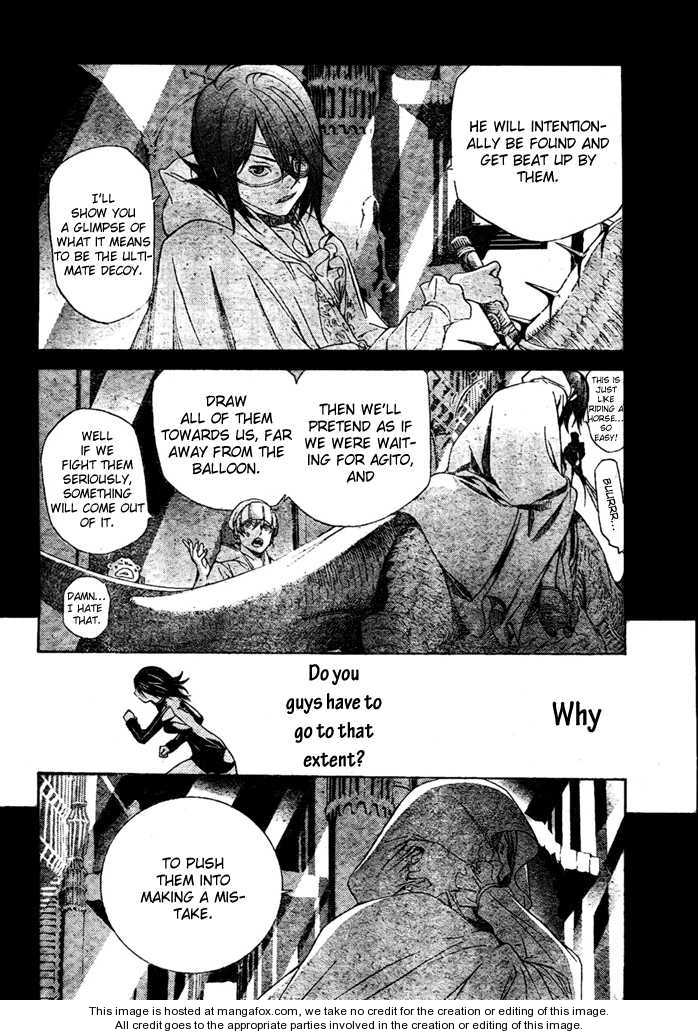 HE WILL INTENTION-
ALLY BE FOUND AND
GET BEAT UP BY
THEM.
I'LL
SHOW YOU
A GLIMPSE OF
WHAT IT MEANS
TO BE THE ULTI-
MATE DECOY.
THIS IS
JUST
LIKE
RIDING A
HORSE...
SO
EASY!
BUURRR...
THEN WE'LL
PRETEND AS IF
WE WERE WAIT-
ING FOR AGITO,
AND
DRAW
ALL OF THEM
TOWARDS US, FAR
AWAY FROM THE
BALLOON.
WELL
IF WE
FIGHT THEM
SERIOUSLY,
SOMETHING
WILL COME OUT
OF IT.
DAMN...
I HATE
THAT.
Why
Do you
guys have to
go to that
extent?
TO PUSH
THEM INTO
MAKING A MIS-
TAKE.
This image is hosted at mangafox.com, we take no credit for the creation or editing of this image.
All credit goes to the appropriate parties involved in the creation or editing of this image.